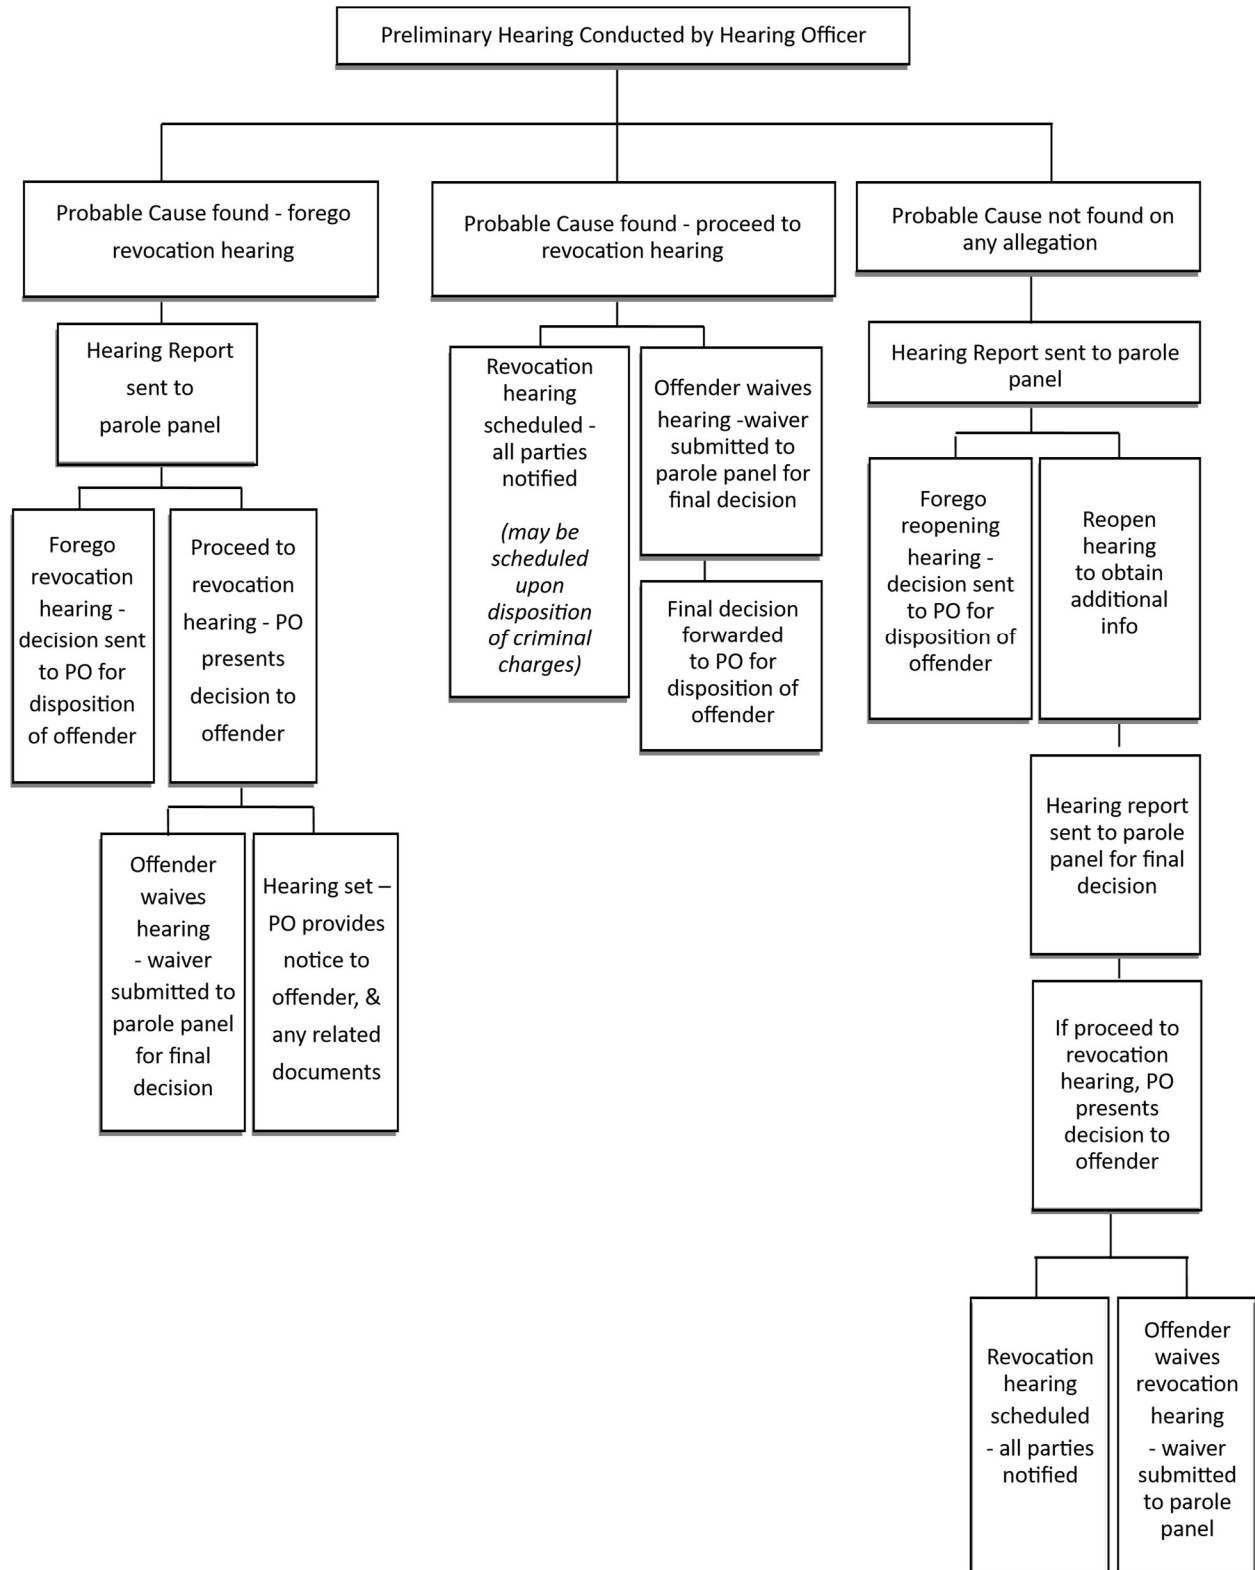 Preliminary Hearing Conducted by Hearing Officer
Probable Cause found - forego
revocation hearing
Probable Cause found - proceed to
revocation hearing
Probable Cause not found on
any allegation
Hearing Report
sent to
parole panel
Revocation
hearing
scheduled -
all parties
notified
(may be
scheduled
upon
disposition
of criminal
charges)
Offender waives
hearing -waiver
submitted to
parole panel for
final decision
Hearing Report sent to parole
panel
Forego
revocation
hearing -
decision sent
to PO for
disposition
of offender
Proceed to
revocation
hearing - PO
presents
decision to
offender
Final decision
forwarded
to PO for
disposition of
offender
Forego
reopening
hearing -
decision sent
to PO for
disposition of
offender
Reopen
hearing
to obtain
additional
info
Offender
waives
hearing
- waiver
submitted to
parole panel
for final
decision
Hearing set –
PO provides
notice to
offender, &
any related
documents
Hearing report
sent to parole
panel for final
decision
If proceed to
revocation
hearing, PO
presents
decision to
offender
Revocation
hearing
scheduled
- all parties
notified
Offender
waives
revocation
hearing
- waiver
submitted
to parole
panel